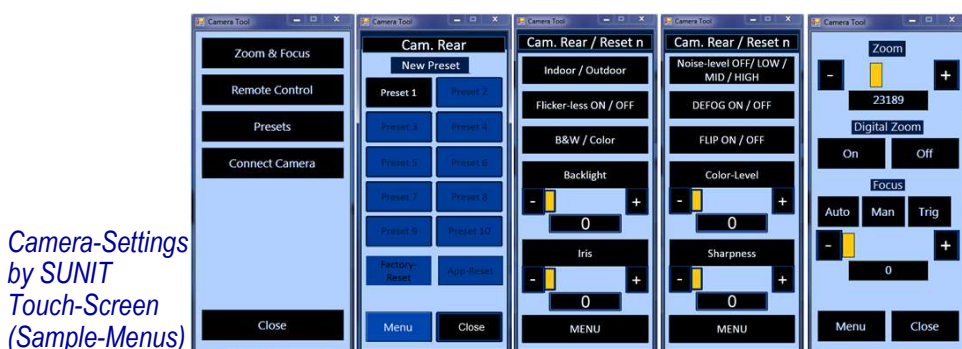 Camera-Settings
by SUNIT
Touch-Screen
(Sample-Menus)
Camera Tool
Zoom & Focus
Remote Control
Presets
Connect Camera
Close
Camera Tool
Cam. Rear
New Preset
Preset 1 Preset 2
Preset 3 Preset 4
Preset 5 Preset 6
Preset 7 Preset 8
Preset 9 Preset 10
Factory-
Reset
App-Reset
Menu Close
Camera Tool
Cam. Rear / Reset n
Indoor / Outdoor
Flicker-less ON / OFF
B&W / Color
Backlight
- +
0
Iris
- +
0
MENU
Camera Tool
Cam. Rear / Reset n
Noise-level OFF/ LOW /
MID / HIGH
DEFOG ON / OFF
FLIP ON / OFF
Color-Level
- +
0
Sharpness
- +
0
MENU
Camera Tool
Zoom
- +
23189
Digital Zoom
On Off
Focus
Auto Man Trig
- +
0
Menu Close